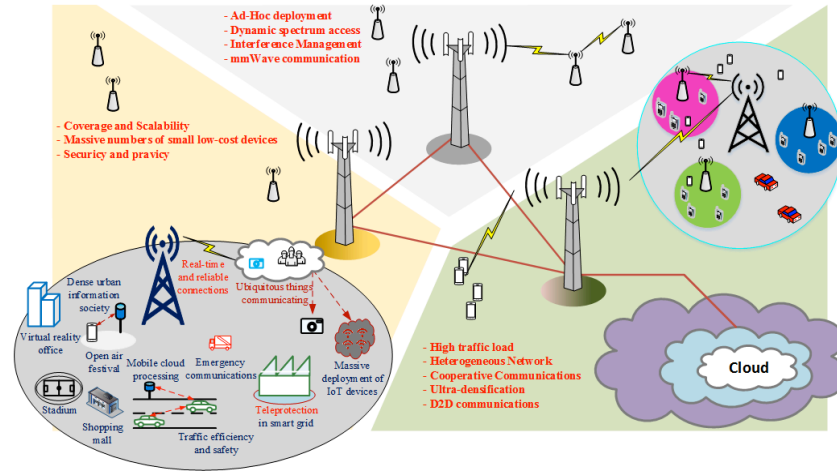 - Ad-Hoc deployment
- Dynamic spectrum access
- Interference Management
- mmWave communication
- Coverage and Scalability
- Massive numbers of small low-cost devices
- Securicy and pravicy
Real-time
and reliable
connections
Ubiquitous things
communicating
Dense urban
information
society
Virtual reality
office
Open air
festival
Mobile cloud
processing
Emergency
communications
Massive
deployment of
IoT devices
Stadium
Shopping
mall
Traffic efficiency
and safety
Teleprotection
in smart grid
- High traffic load
- Heterogeneous Network
- Cooperative Communications
- Ultra-densification
- D2D communications
Cloud